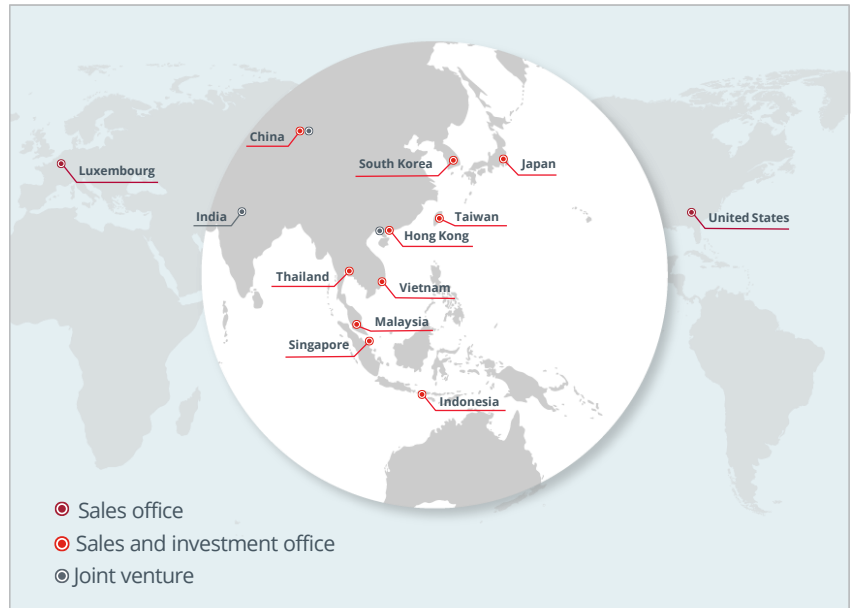 China
South Korea
Japan
Luxembourg
India
Taiwan
United States
Hong Kong
Thailand
Vietnam
Malaysia
Singapore
Indonesia
Sales office
Sales and investment office
Joint venture